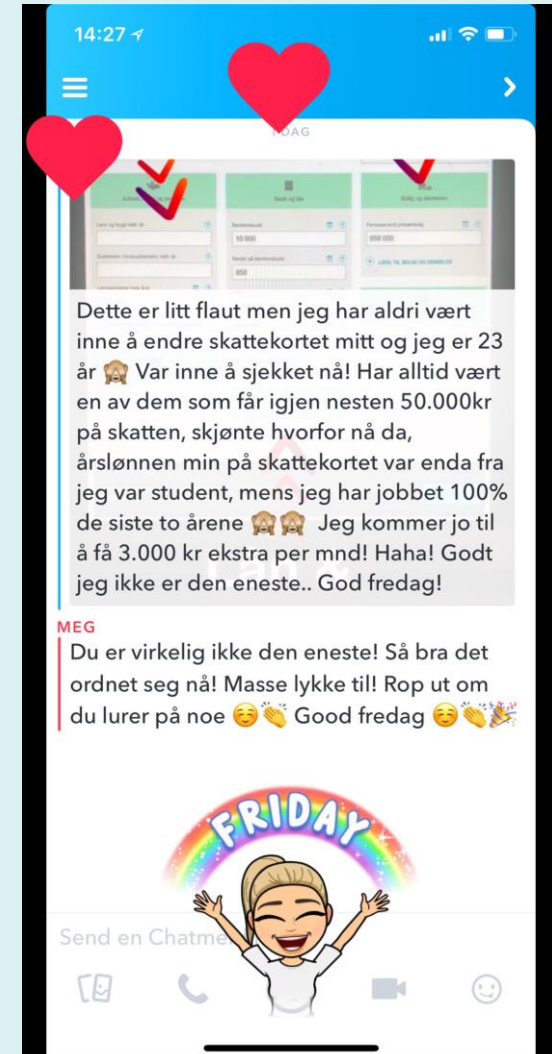 14:27
I DAG
10 000
850
650 000
Dette er litt flaut men jeg har aldri vært
inne å endre skattekortet mitt og jeg er 23
år 🙈 Var inne å sjekket nå! Har alltid vært
en av dem som får igjen nesten 50.000kr
på skatten, skjønte hvorfor nå da,
årslønnen min på skattekortet var enda fra
jeg var student, mens jeg har jobbet 100%
de siste to årene 🙈🙈 Jeg kommer jo til
å få 3.000 kr ekstra per mnd! Haha! Godt
jeg ikke er den eneste.. God fredag!
MEG
Du er virkelig ikke den eneste! Så bra det
ordnet seg nå! Masse lykke til! Rop ut om
du lurer på noe ☺️👏 Good fredag ☺️👏🎉
FRIDAY
Send en Chatme